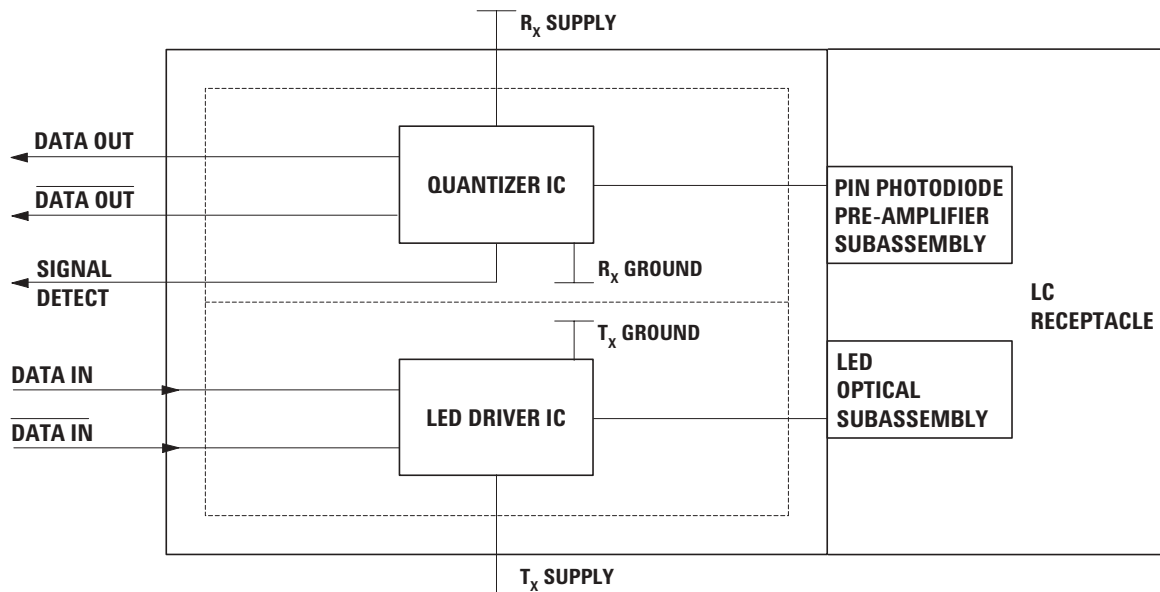 Rx SUPPLY
DATA OUT
DATA OUT
SIGNAL
DETECT
QUANTIZER IC
Rx GROUND
PIN PHOTODIODE
PRE-AMPLIFIER
SUBASSEMBLY
LC
RECEPTACLE
Tx GROUND
DATA IN
DATA IN
LED DRIVER IC
LED
OPTICAL
SUBASSEMBLY
Tx SUPPLY